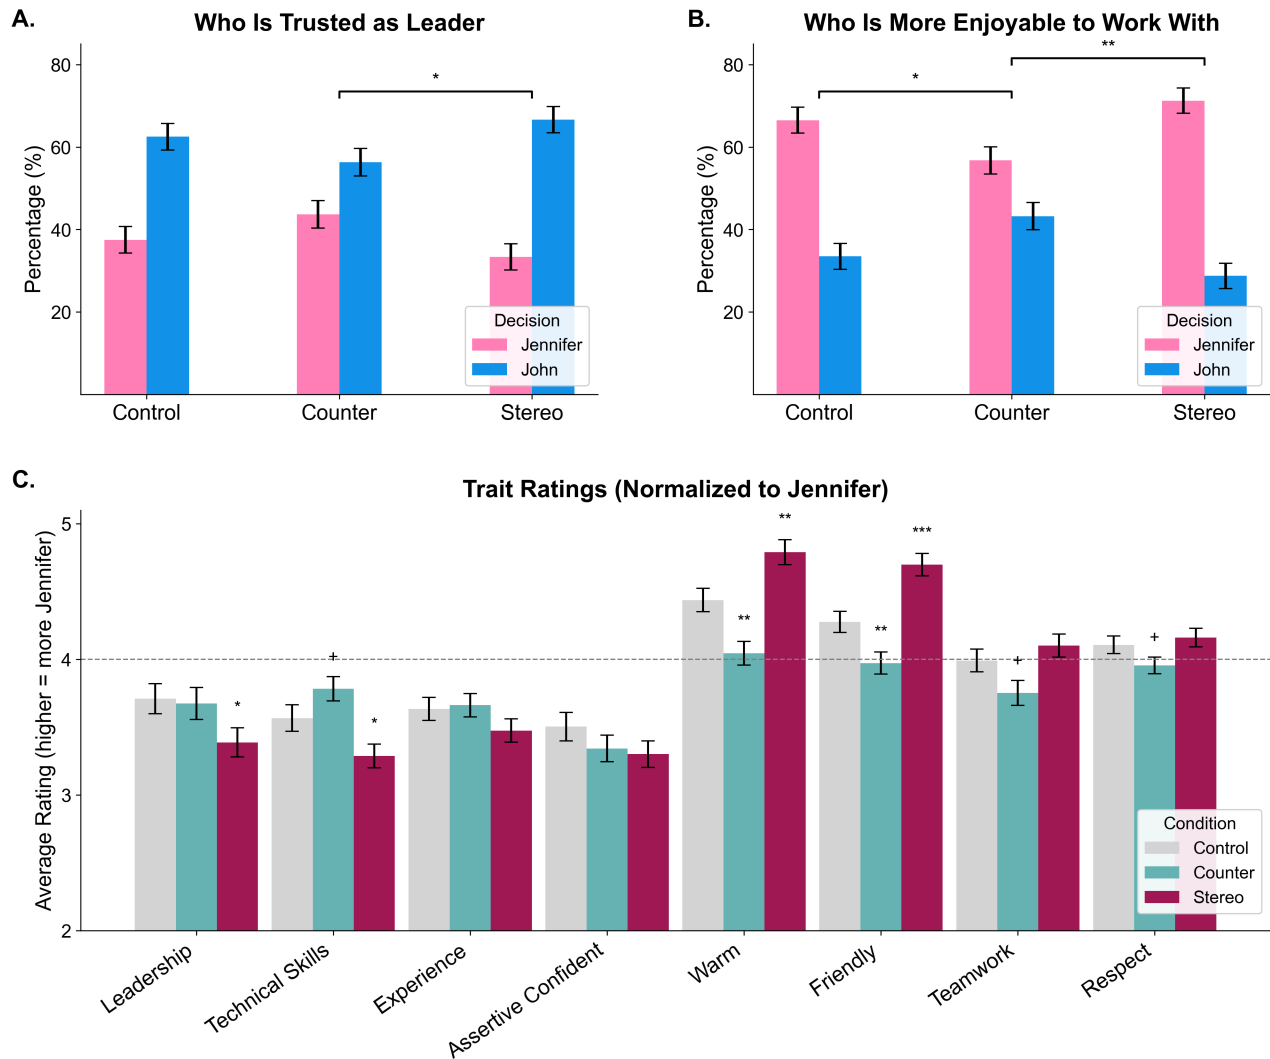 A.
Who Is Trusted as Leader
Percentage (%)
80
60
40
20
*
Control
Counter
Stereo
Decision
Jennifer
John
B.
Who Is More Enjoyable to Work With
Percentage (%)
80
60
40
20
*
**
Control
Counter
Stereo
Decision
Jennifer
John
C.
Trait Ratings (Normalized to Jennifer)
Average Rating (higher = more Jennifer)
5
4
3
2
*
+
*
**
**
**
***
+
+
Leadership
Technical Skills
Experience
Assertive Confident
Warm
Friendly
Teamwork
Respect
Condition
Control
Counter
Stereo